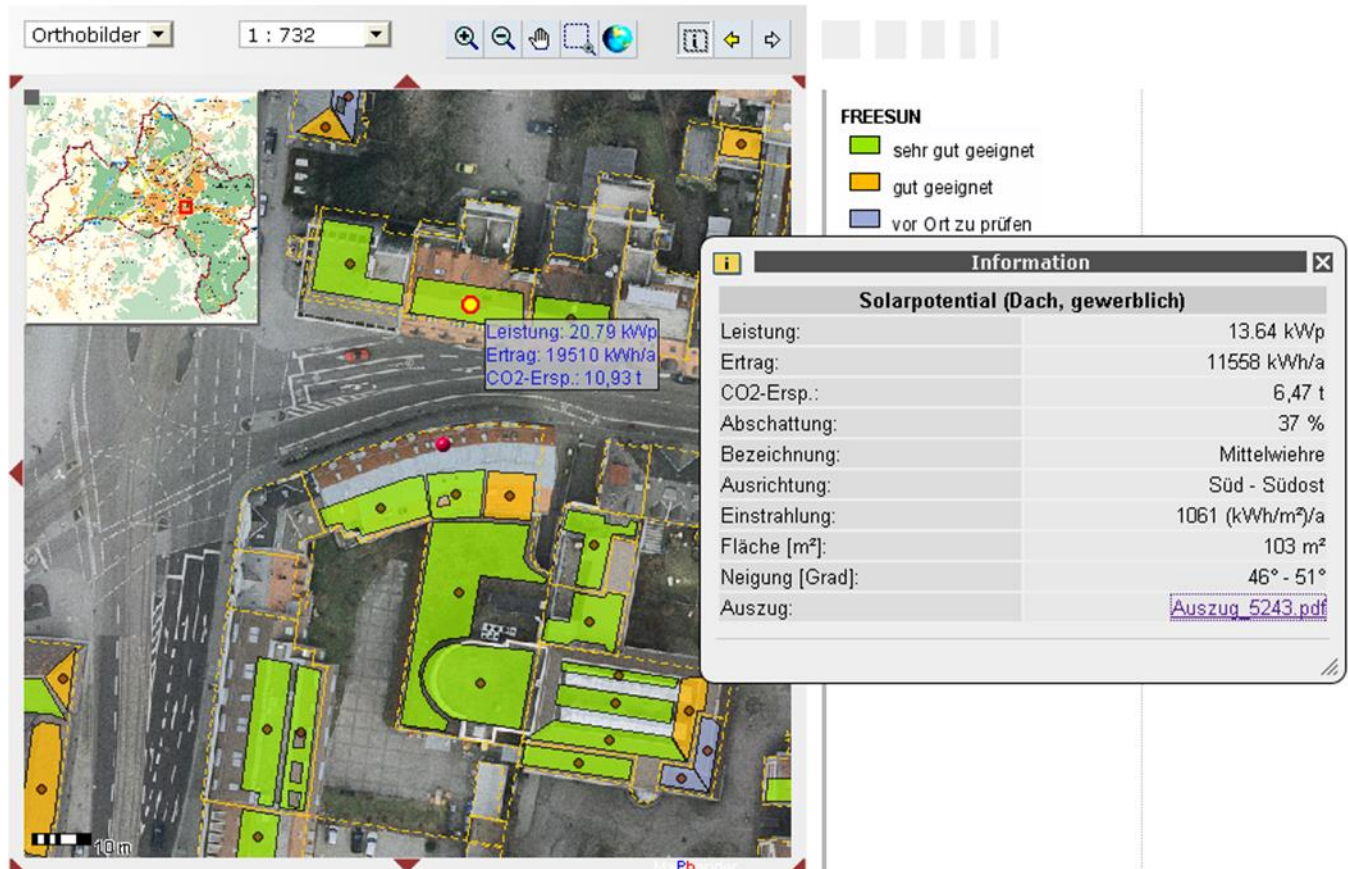 Orthobilder
1 : 732
FREESUN
sehr gut geeignet
gut geeignet
vor Ort zu prüfen
Leistung: 20.79 kWp
Ertrag: 19510 kWh/a
CO2-Ersp.: 10,93 t
Information
Solarpotential (Dach, gewerblich)
Leistung: 13.64 kWp
Ertrag: 11558 kWh/a
CO2-Ersp.: 6,47 t
Abschattung: 37 %
Bezeichnung: Mittelwiehre
Ausrichtung: Süd - Südost
Einstrahlung: 1061 (kWh/m²)/a
Fläche [m²]: 103 m²
Neigung [Grad]: 46° - 51°
Auszug: Auszug_5243.pdf
10 m